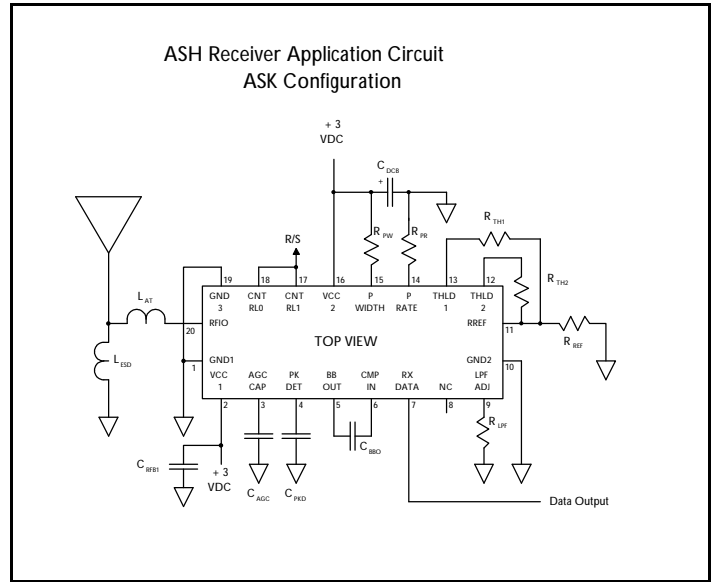 ASH Receiver Application Circuit
ASK Configuration
+ 3
VDC
C DCB
+
R PW
R PR
R TH1
R TH2
R/S
19
18
17
16
15
14
13
12
GND
3
CNT
RL0
CNT
RL1
VCC
2
P
WIDTH
P
RATE
THLD
1
THLD
2
L AT
20
RFIO
TOP VIEW
RREF
11
R REF
L ESD
1
GND1
GND2
10
VCC
1
AGC
CAP
PK
DET
BB
OUT
CMP
IN
RX
DATA
NC
LPF
ADJ
2
3
4
5
6
7
8
9
R LPF
C BBO
C RFB1
+ 3
VDC
C AGC
C PKD
Data Output